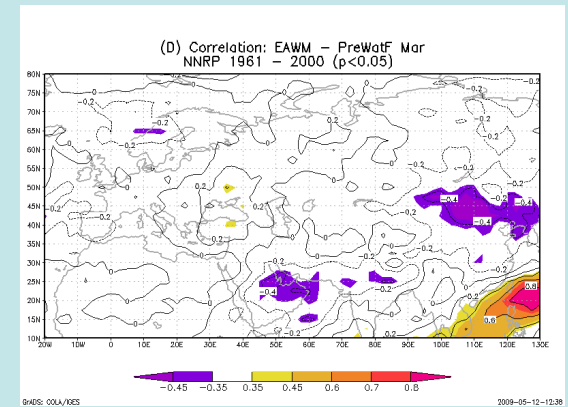 (D) Correlation: EAWM – PreWatF Mar
NNRP 1961 – 2000 (p<0.05)
80N
75N
70N
65N
60N
55N
50N
45N
40N
35N
30N
25N
20N
15N
10N
20W 10W 0 10E 20E 30E 40E 50E 60E 70E 80E 90E 100E 110E 120E 130E
-0.45 -0.35 0.35 0.45 0.6 0.7 0.8
GrADS: COLA/IGES 2009-05-12-12:38